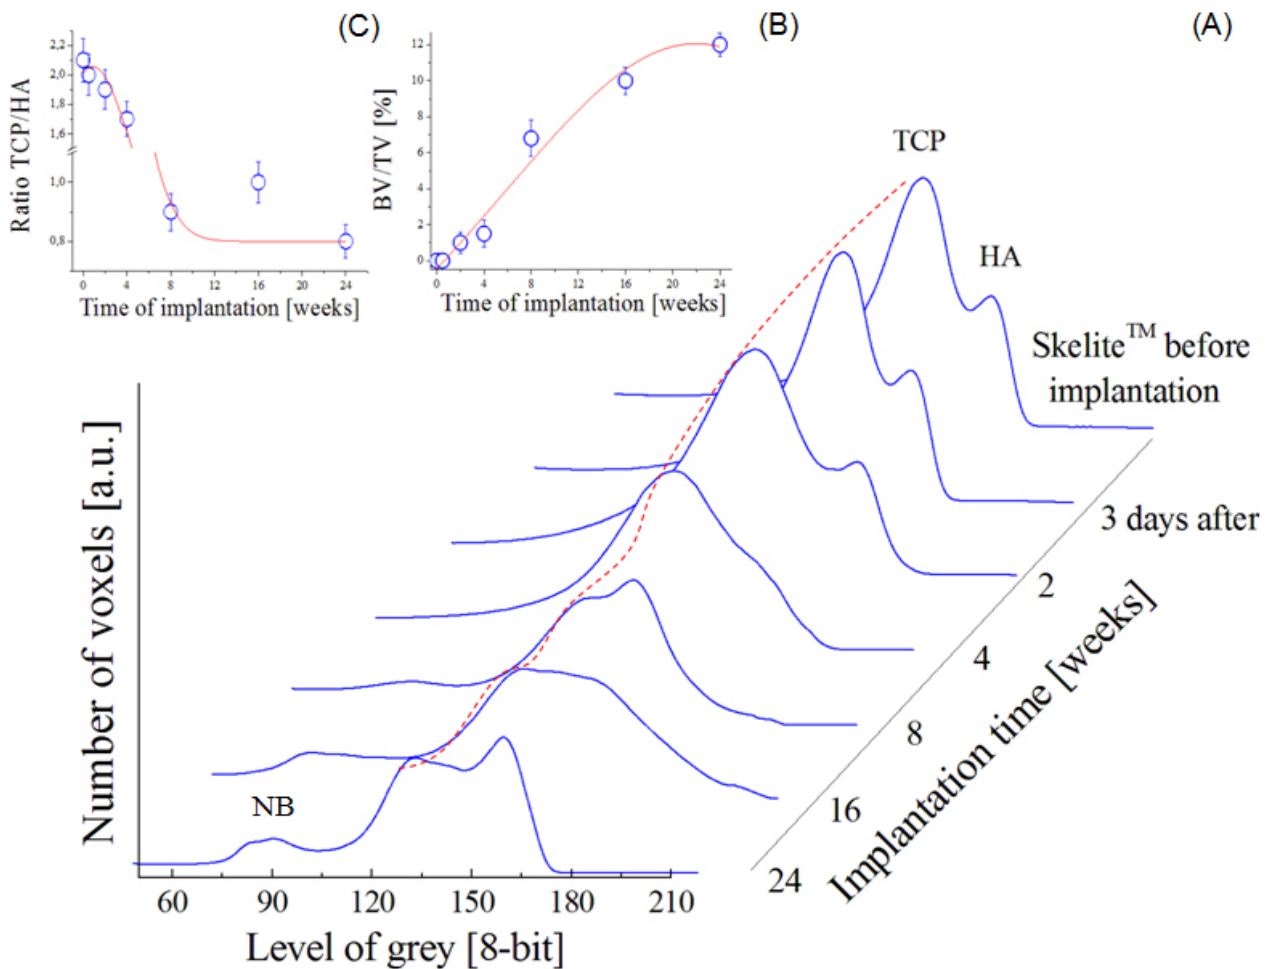 (C)
(B)
(A)
Ratio TCP/HA
2,2
2,0
1,8
1,6
1,0
0,8
0
4
8
12
16
20
24
Time of implantation [weeks]
BV/TV [%]
12
10
8
6
4
2
0
0
4
8
12
16
20
24
Time of implantation [weeks]
TCP
HA
Skelite™ before
implantation
3 days after
2
4
8
16
24
Implantation time [weeks]
Number of voxels [a.u.]
NB
60
90
120
150
180
210
Level of grey [8-bit]